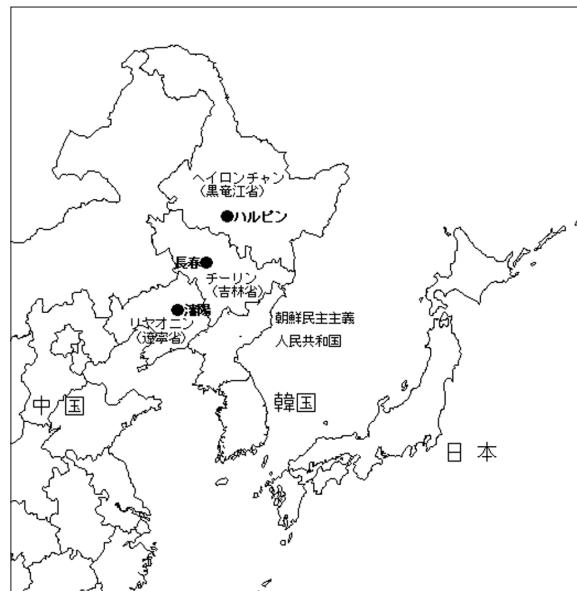 ヘイロンチャン
（黒竜江省）
●ハルビン
長春●
チーリン
（吉林省）
●瀋陽
リヤオニン
（遼寧省）
朝鮮民主主義
人民共和国
中国
韓国
日本